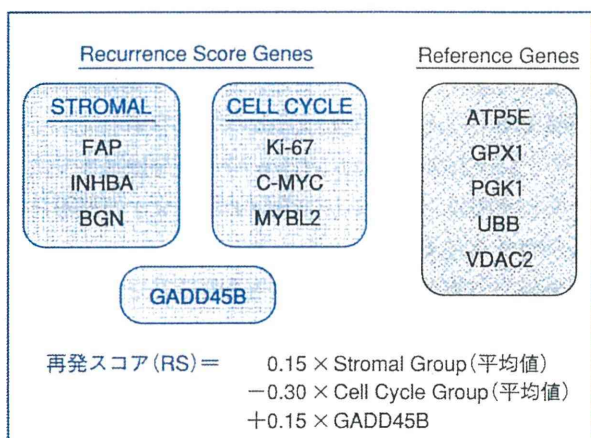 Recurrence Score Genes
Reference Genes
STROMAL
FAP
INHBA
BGN
CELL CYCLE
Ki-67
C-MYC
MYBL2
GADD45B
ATP5E
GPX1
PGK1
UBB
VDAC2
再発スコア(RS)= 0.15 × Stromal Group(平均値)
−0.30 × Cell Cycle Group(平均値)
+0.15 × GADD45B